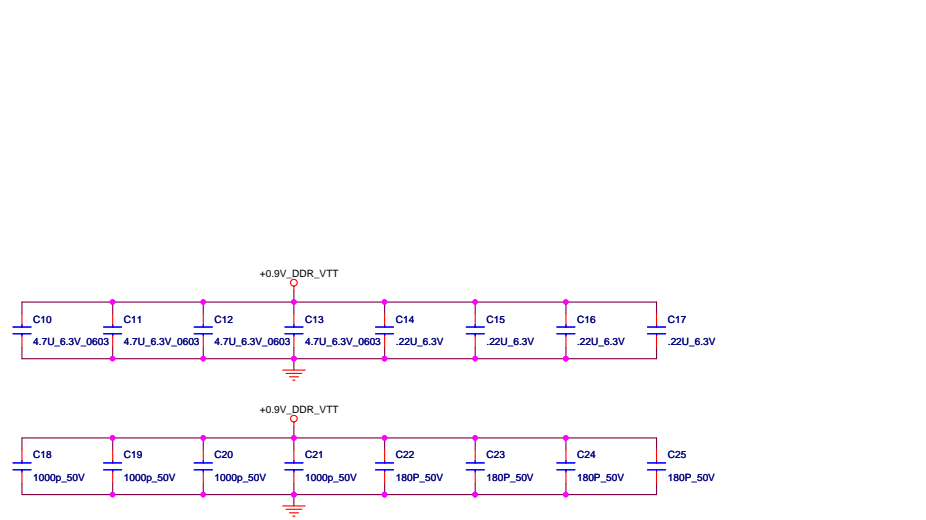 +0.9V_DDR_VTT
C10 C11 C12 C13 C14 C15 C16 C17
4.7U_6.3V_0603 4.7U_6.3V_0603 4.7U_6.3V_0603 4.7U_6.3V_0603 .22U_6.3V .22U_6.3V .22U_6.3V .22U_6.3V
+0.9V_DDR_VTT
C18 C19 C20 C21 C22 C23 C24 C25
1000p_50V 1000p_50V 1000p_50V 1000p_50V 180P_50V 180P_50V 180P_50V 180P_50V